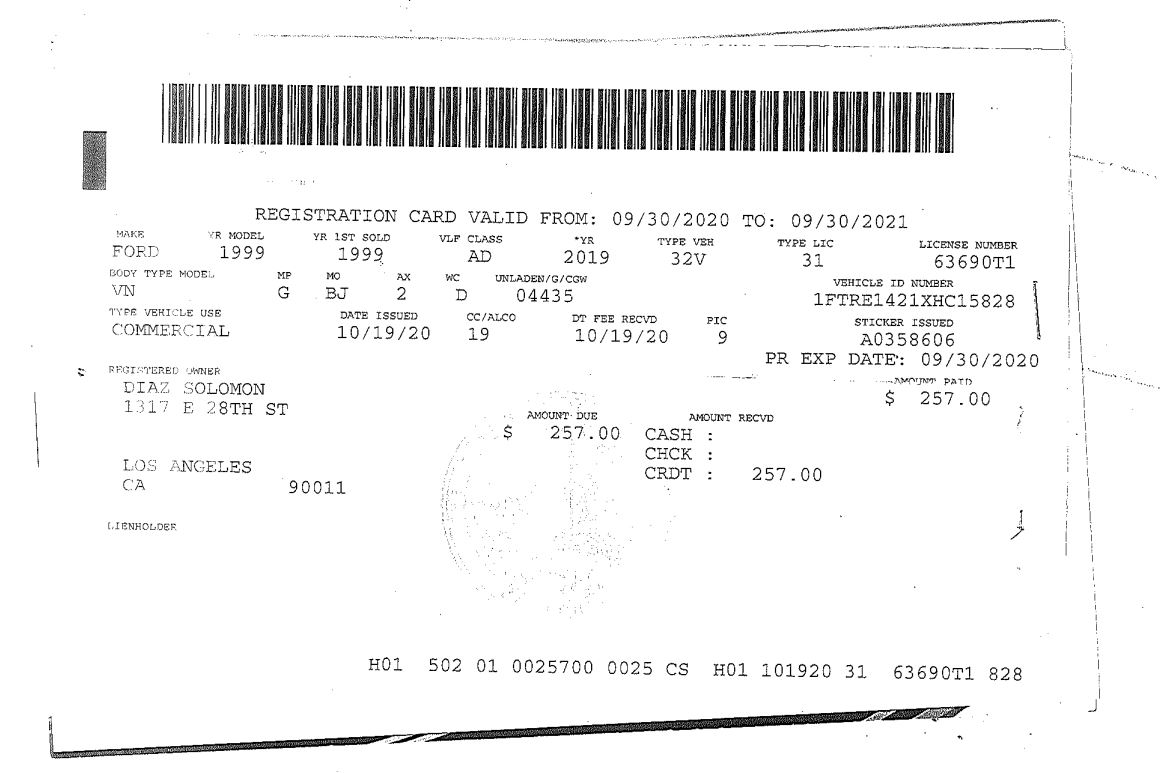 REGISTRATION CARD VALID FROM: 09/30/2020 TO: 09/30/2021
MAKE YR MODEL YR 1ST SOLD VLF CLASS *YR TYPE VEH TYPE LIC LICENSE NUMBER
FORD 1999 1999 AD 2019 32V 31 63690T1
BODY TYPE MODEL MP MO AX WC UNLADEN/G/CGW VEHICLE ID NUMBER
VN G BJ 2 D 04435 1FTRE1421XHC15828
TYPE VEHICLE USE DATE ISSUED CC/ALCO DT FEE RECVD PIC STICKER ISSUED
COMMERCIAL 10/19/20 19 10/19/20 9 A0358606
PR EXP DATE: 09/30/2020
REGISTERED OWNER
DIAZ SOLOMON
1317 E 28TH ST
AMOUNT PAID
$ 257.00
AMOUNT DUE AMOUNT RECVD
$ 257.00 CASH :
CHCK :
CRDT : 257.00
LOS ANGELES
CA 90011
LIENHOLDER
H01 502 01 0025700 0025 CS H01 101920 31 63690T1 828